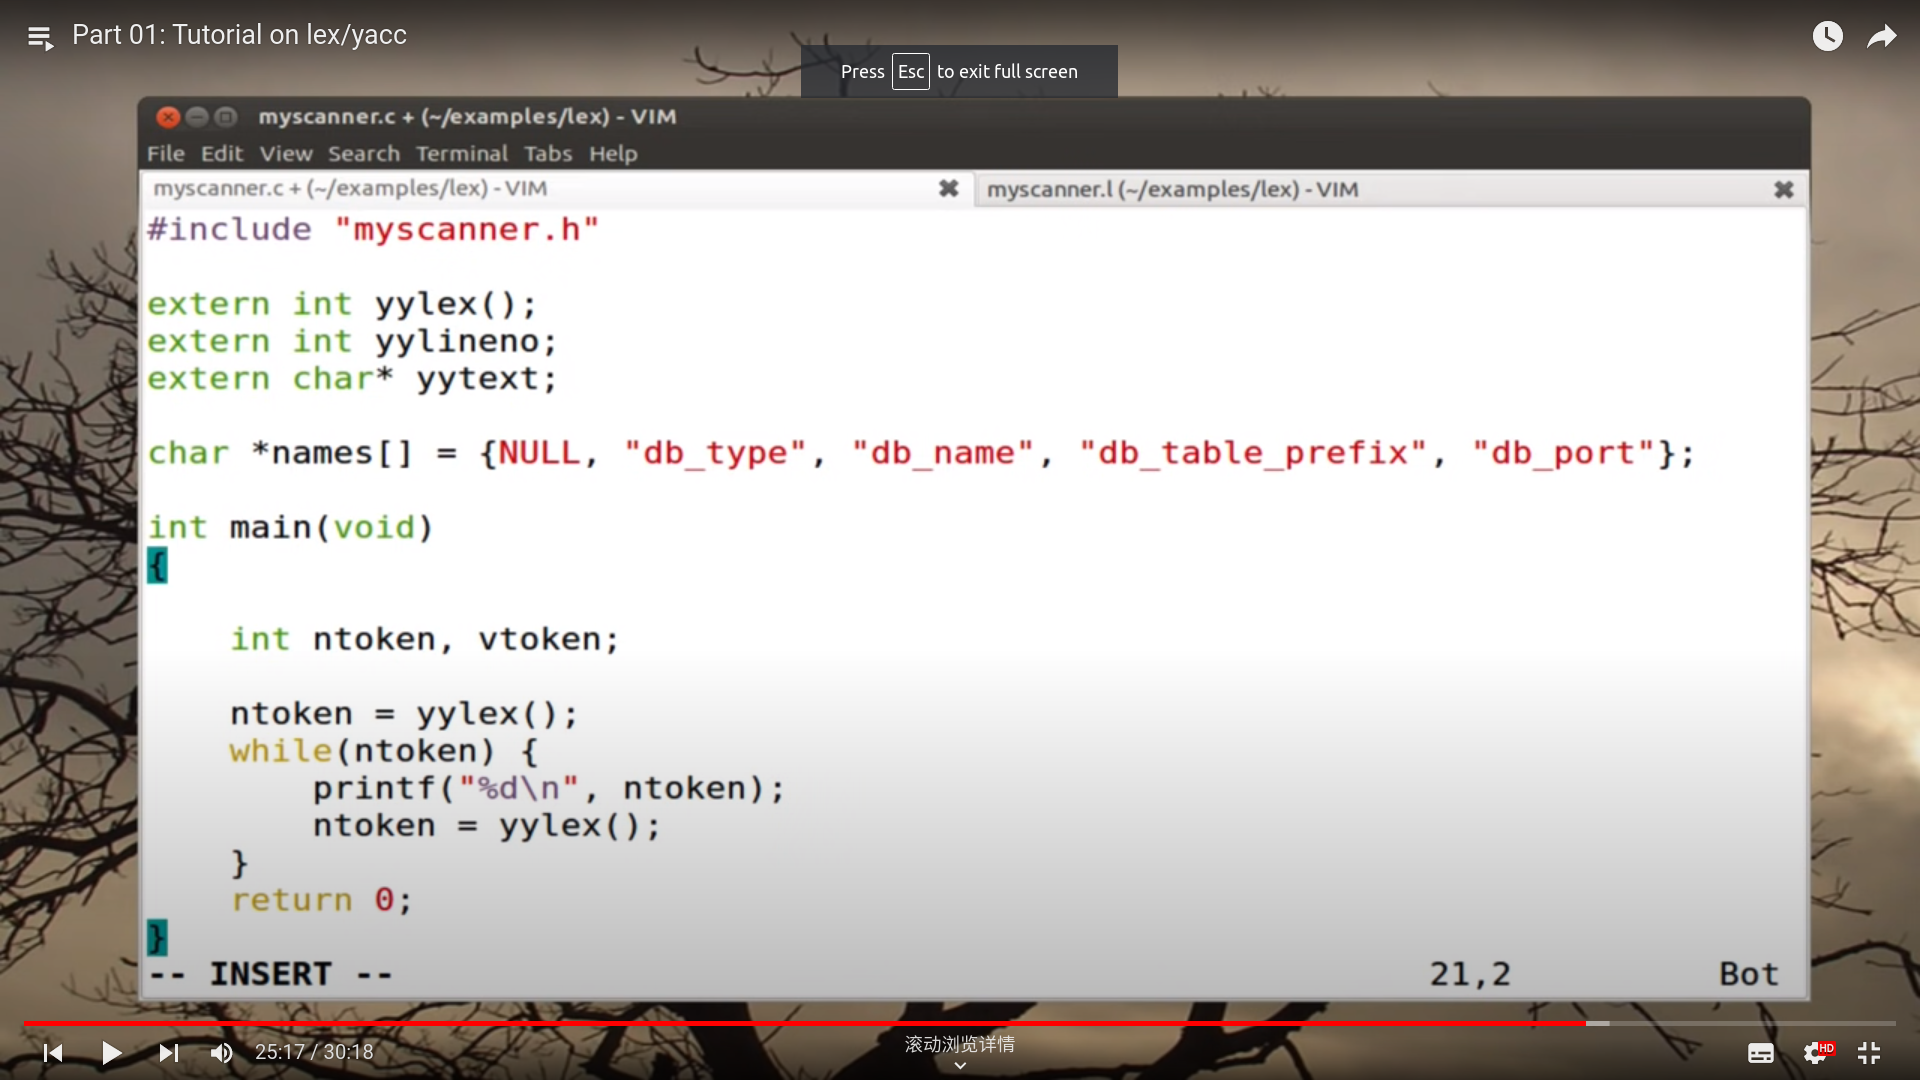 Part 01: Tutorial on lex/yacc
Press Esc to exit full screen
myscanner.c + (~/examples/lex) - VIM
File Edit View Search Terminal Tabs Help
myscanner.c + (~/examples/lex) - VIM
myscanner.l (~/examples/lex) - VIM
#include "myscanner.h"
extern int yylex();
extern int yylineno;
extern char* yytext;
char *names[] = {NULL, "db_type", "db_name", "db_table_prefix", "db_port"};
int main(void)
{
int ntoken, vtoken;
ntoken = yylex();
while(ntoken) {
printf("%d\n", ntoken);
ntoken = yylex();
}
return 0;
}
-- INSERT -- 21,2 Bot
25:17 / 30:18
滚动浏览详情
HD